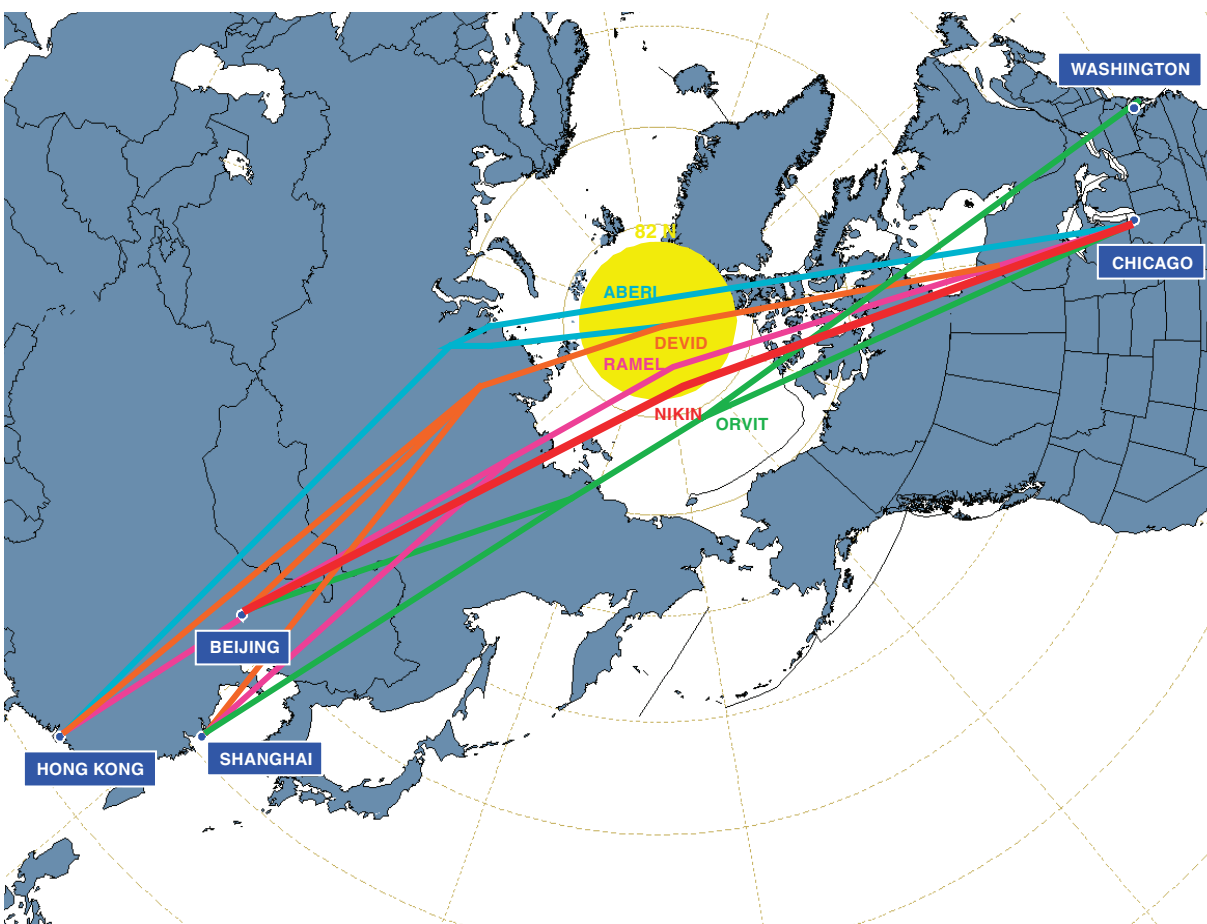 WASHINGTON
82 N
CHICAGO
ABERI
DEVID
RAMEL
NIKIN
ORVIT
BEIJING
SHANGHAI
HONG KONG